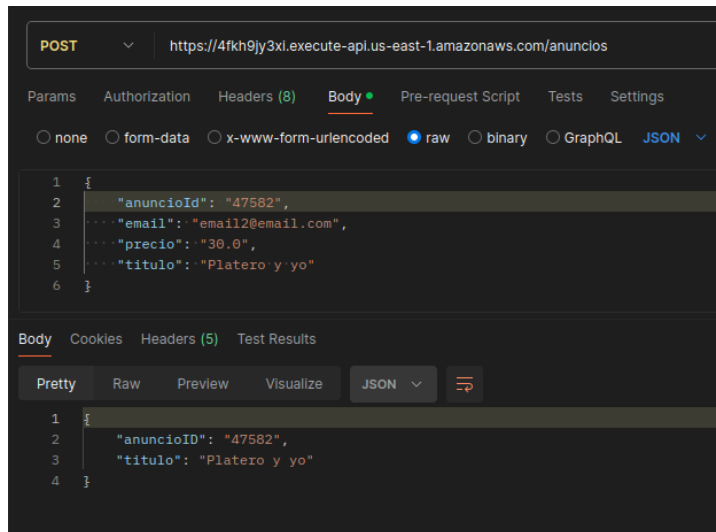 POST https://4fkh9jy3xi.execute-api.us-east-1.amazonaws.com/anuncios
Params Authorization Headers (8) Body Pre-request Script Tests Settings
none form-data x-www-form-urlencoded raw binary GraphQL JSON
1 {
2 "anuncioId": "47582",
3 "email": "email2@email.com",
4 "precio": "30.0",
5 "titulo": "Platero y yo"
6 }
Body Cookies Headers (5) Test Results
Pretty Raw Preview Visualize JSON
1 {
2 "anuncioID": "47582",
3 "titulo": "Platero y yo"
4 }